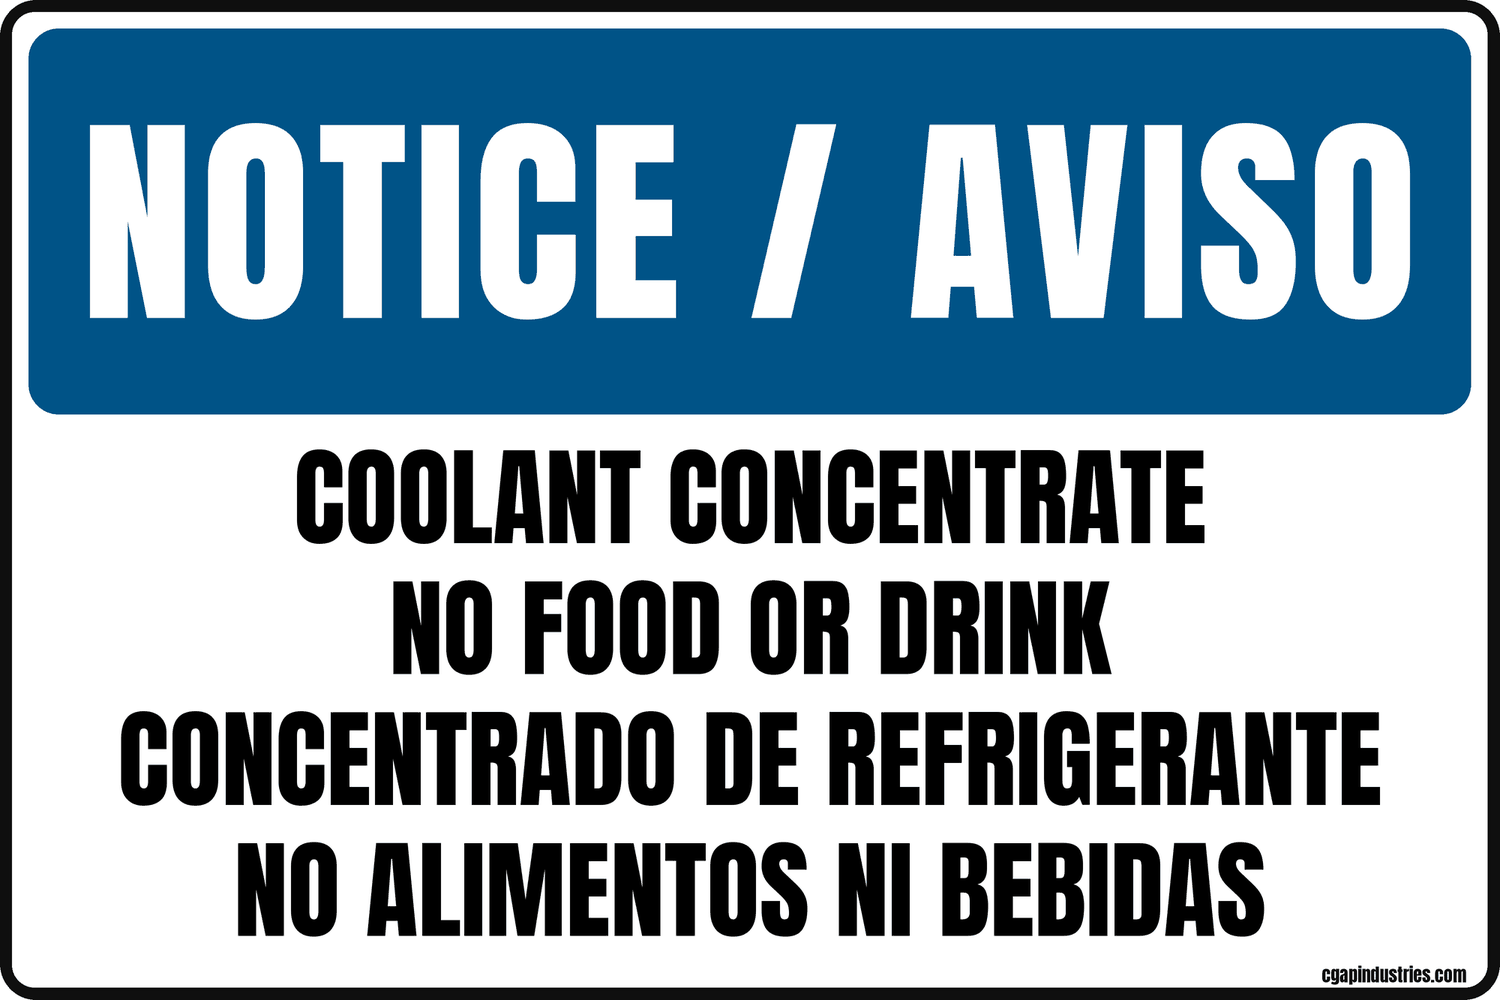 NOTICE / AVISO
COOLANT CONCENTRATE
NO FOOD OR DRINK
CONCENTRADO DE REFRIGERANTE
NO ALIMENTOS NI BEBIDAS
cgapindustries.com